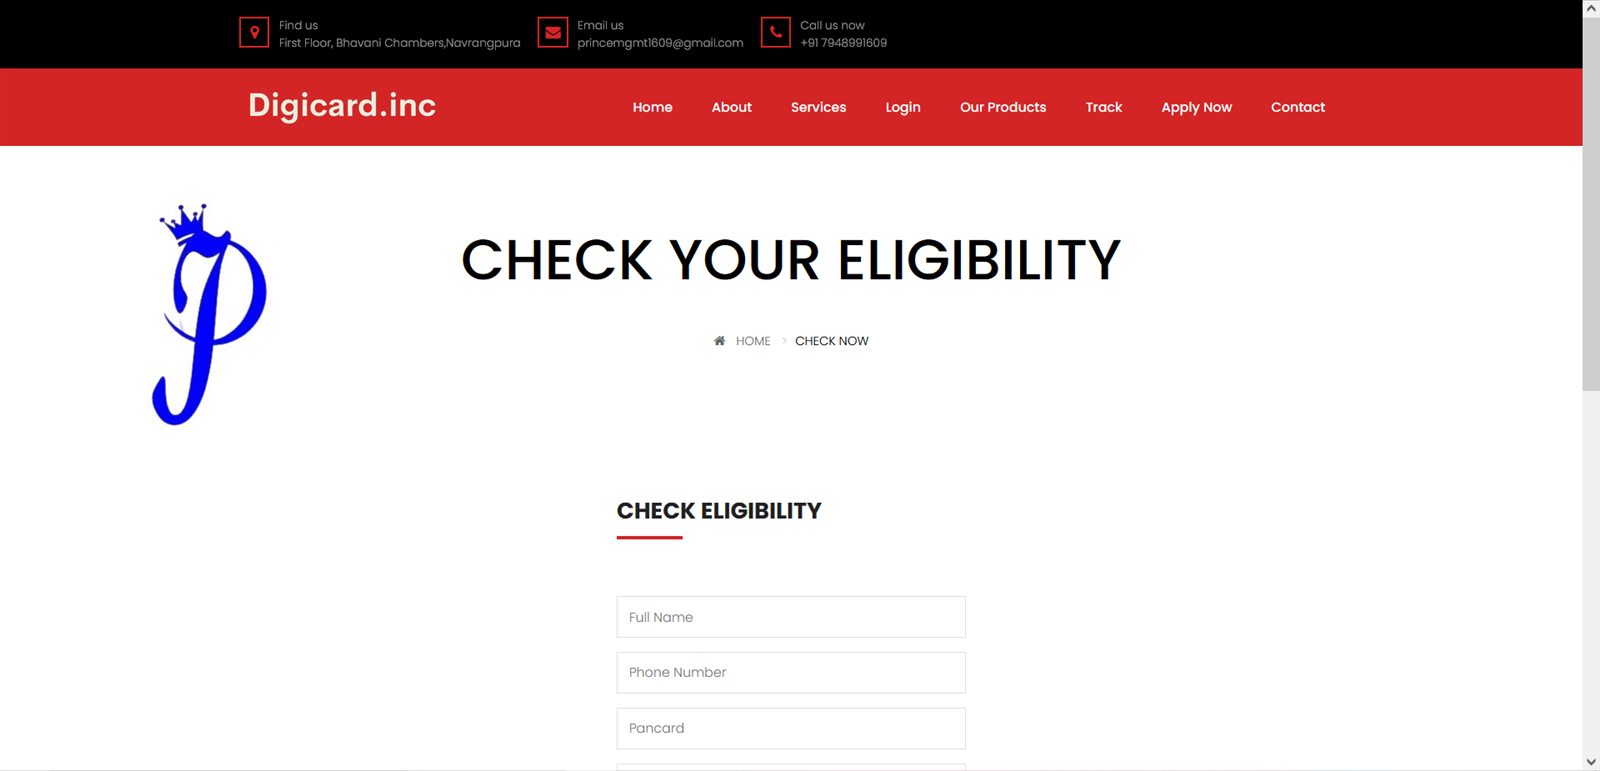 Find us
First Floor, Bhavani Chambers,Navrangpura
Email us
princemgmt1609@gmail.com
Call us now
+91 7948991609
Digicard.inc
Home About Services Login Our Products Track Apply Now Contact
CHECK YOUR ELIGIBILITY
HOME > CHECK NOW
CHECK ELIGIBILITY
Full Name
Phone Number
Pancard